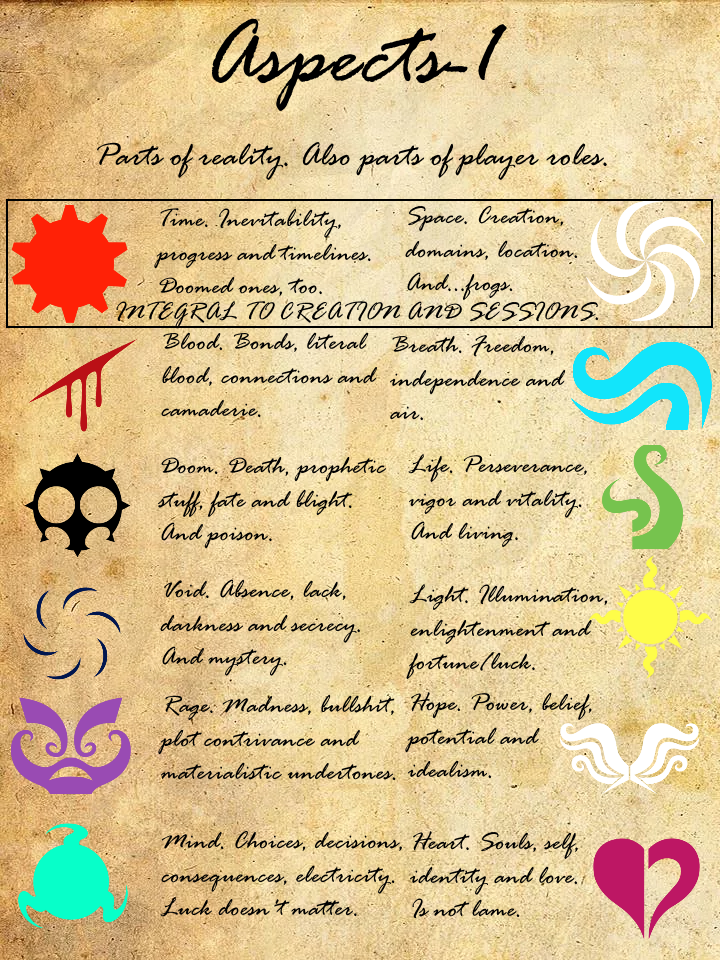 Aspects-1
Parts of reality. Also parts of player roles.
Time. Inevitability,
progress and timelines.
Doomed ones, too.
Space. Creation,
domains, location.
And...frogs.
INTEGRAL TO CREATION AND SESSIONS.
Blood. Bonds, literal
blood, connections and
camaderie.
Breath. Freedom,
independence and
air.
Doom. Death, prophetic
stuff, fate and blight.
And poison.
Life. Perseverance,
vigor and vitality.
And living.
Void. Absence, lack,
darkness and secrecy.
And mystery.
Light. Illumination,
enlightenment and
fortune/luck.
Rage. Madness, bullshit,
plot contrivance and
materialistic undertones.
Hope. Power, belief,
potential and
idealism.
Mind. Choices, decisions,
consequences, electricity.
Luck doesn't matter.
Heart. Souls, self,
identity and love.
Is not lame.